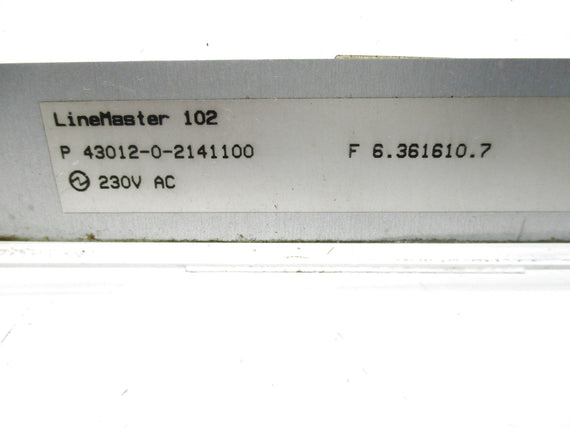 LineMaster 102
P 43012-0-2141100 F 6.361610.7
230V AC